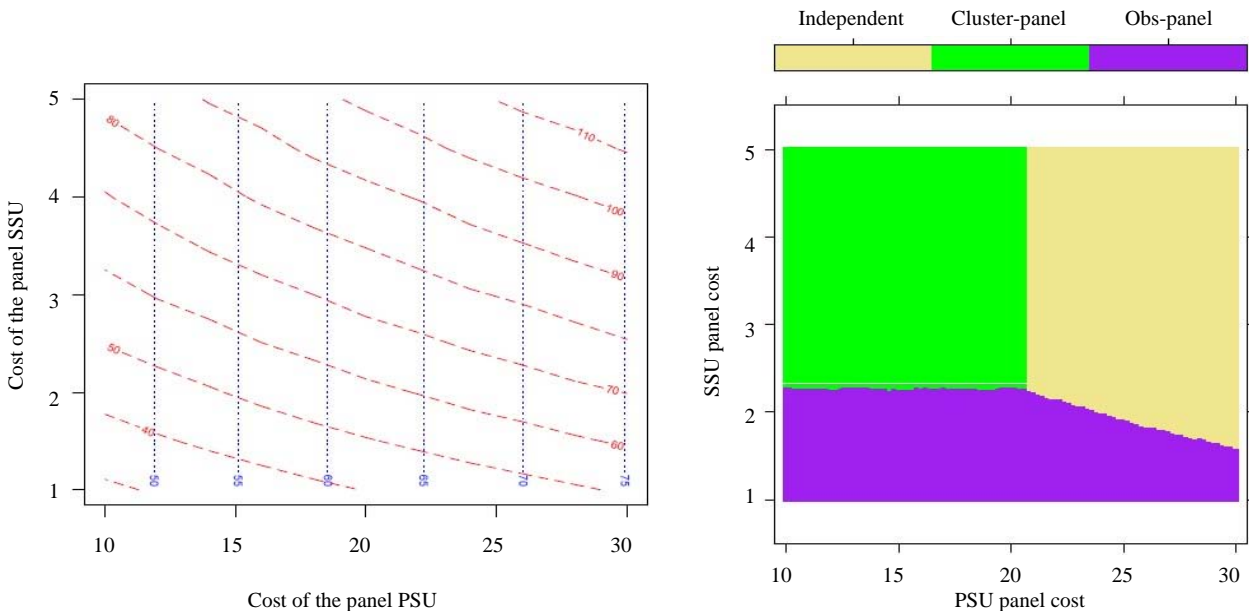 Independent Cluster-panel Obs-panel
5
4
3
2
1
Cost of the panel SSU
80
50
40
110
100
90
70
60
50 55 60 65 70 75
10 15 20 25 30
Cost of the panel PSU
5
4
3
2
1
SSU panel cost
10 15 20 25 30
PSU panel cost